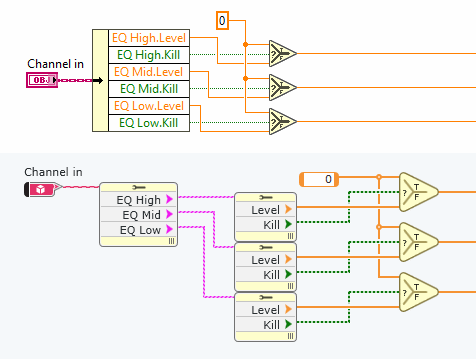 0
EQ High.Level
EQ High.Kill
Channel in
OBJ
EQ Mid.Level
EQ Mid.Kill
EQ Low.Level
EQ Low.Kill
? T F
? T F
? T F
Channel in
0
EQ High
EQ Mid
EQ Low
Level
Kill
Level
Kill
Level
Kill
? T F
? T F
? T F